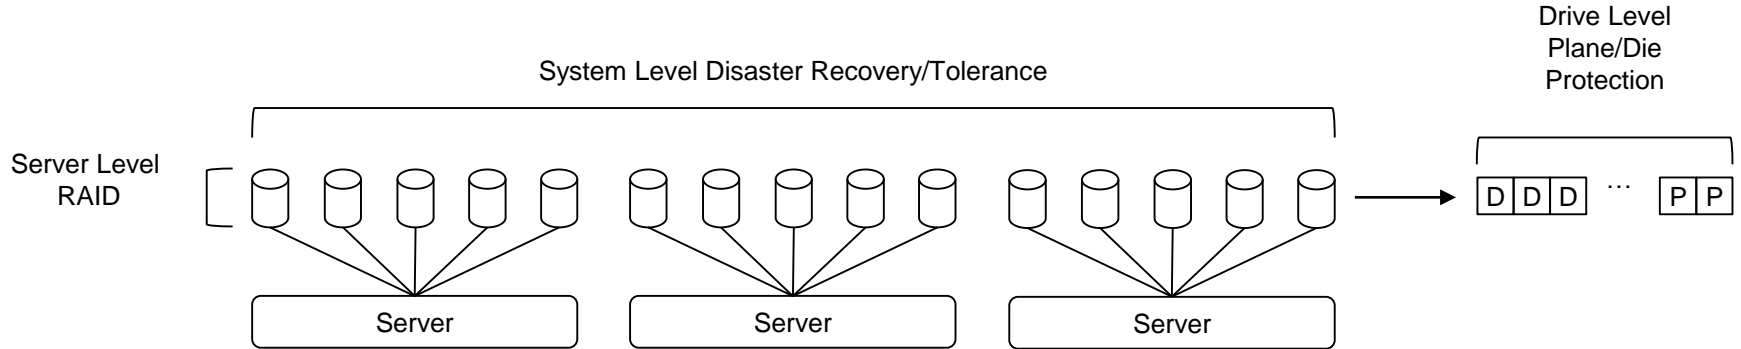 Drive Level
Plane/Die
Protection
System Level Disaster Recovery/Tolerance
Server Level
RAID
D D D … P P
Server Server Server